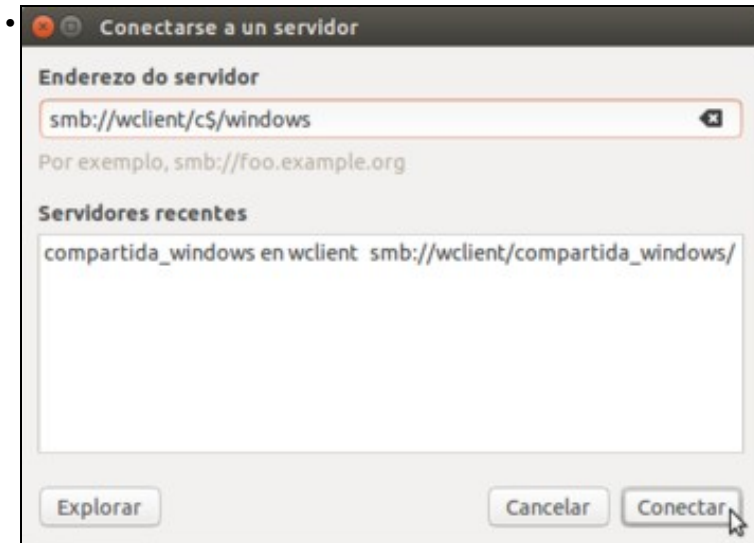 Conectarse a un servidor
Enderezo do servidor
smb://wclient/c$/windows
Por exemplo, smb://foo.example.org
Servidores recentes
compartida_windows en wclient smb://wclient/compartida_windows/
Explorar
Cancelar
Conectar